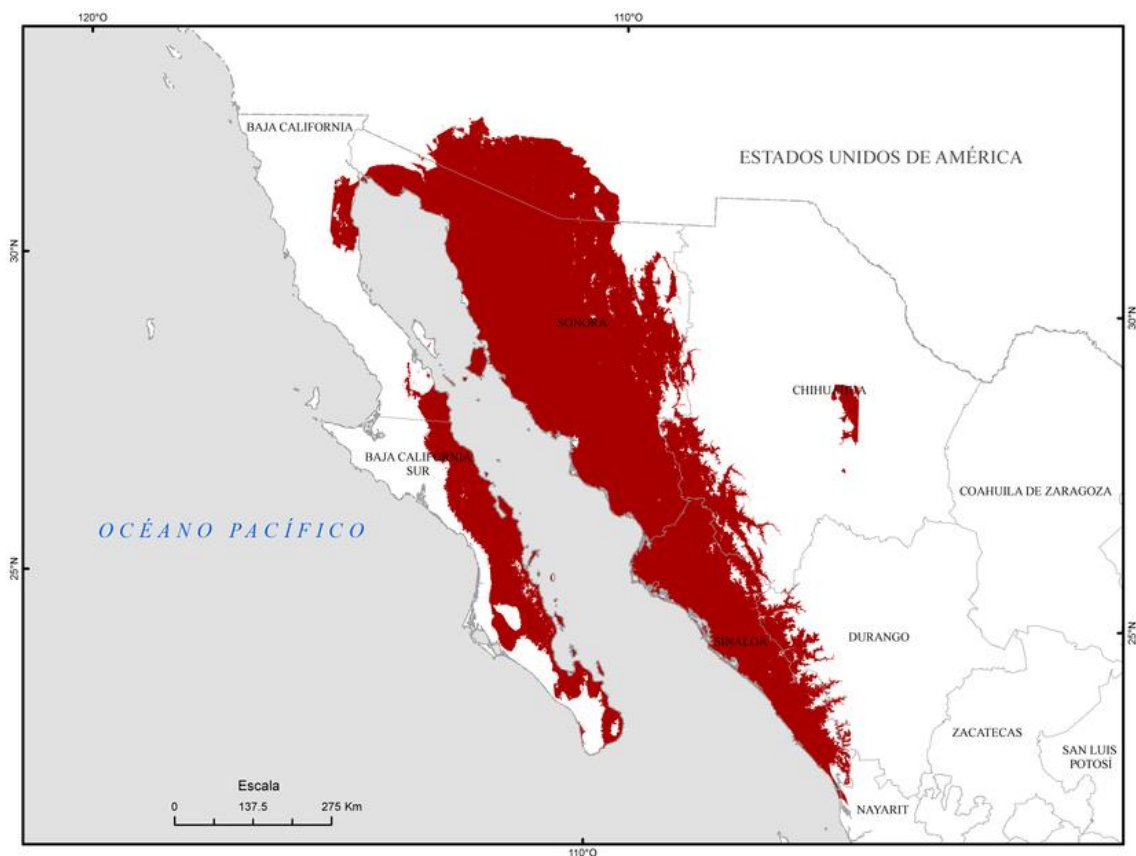 120°O
110°O
BAJA CALIFORNIA
ESTADOS UNIDOS DE AMÉRICA
30°N
30°N
SONORA
CHIHUAHUA
BAJA CALIFORNIA
SUR
COAHUILA DE ZARAGOZA
OCÉANO PACÍFICO
25°N
25°N
SINALOA
DURANGO
ZACATECAS
SAN LUIS
POTOSÍ
Escala
0 137.5 275 Km
NAYARIT
110°O